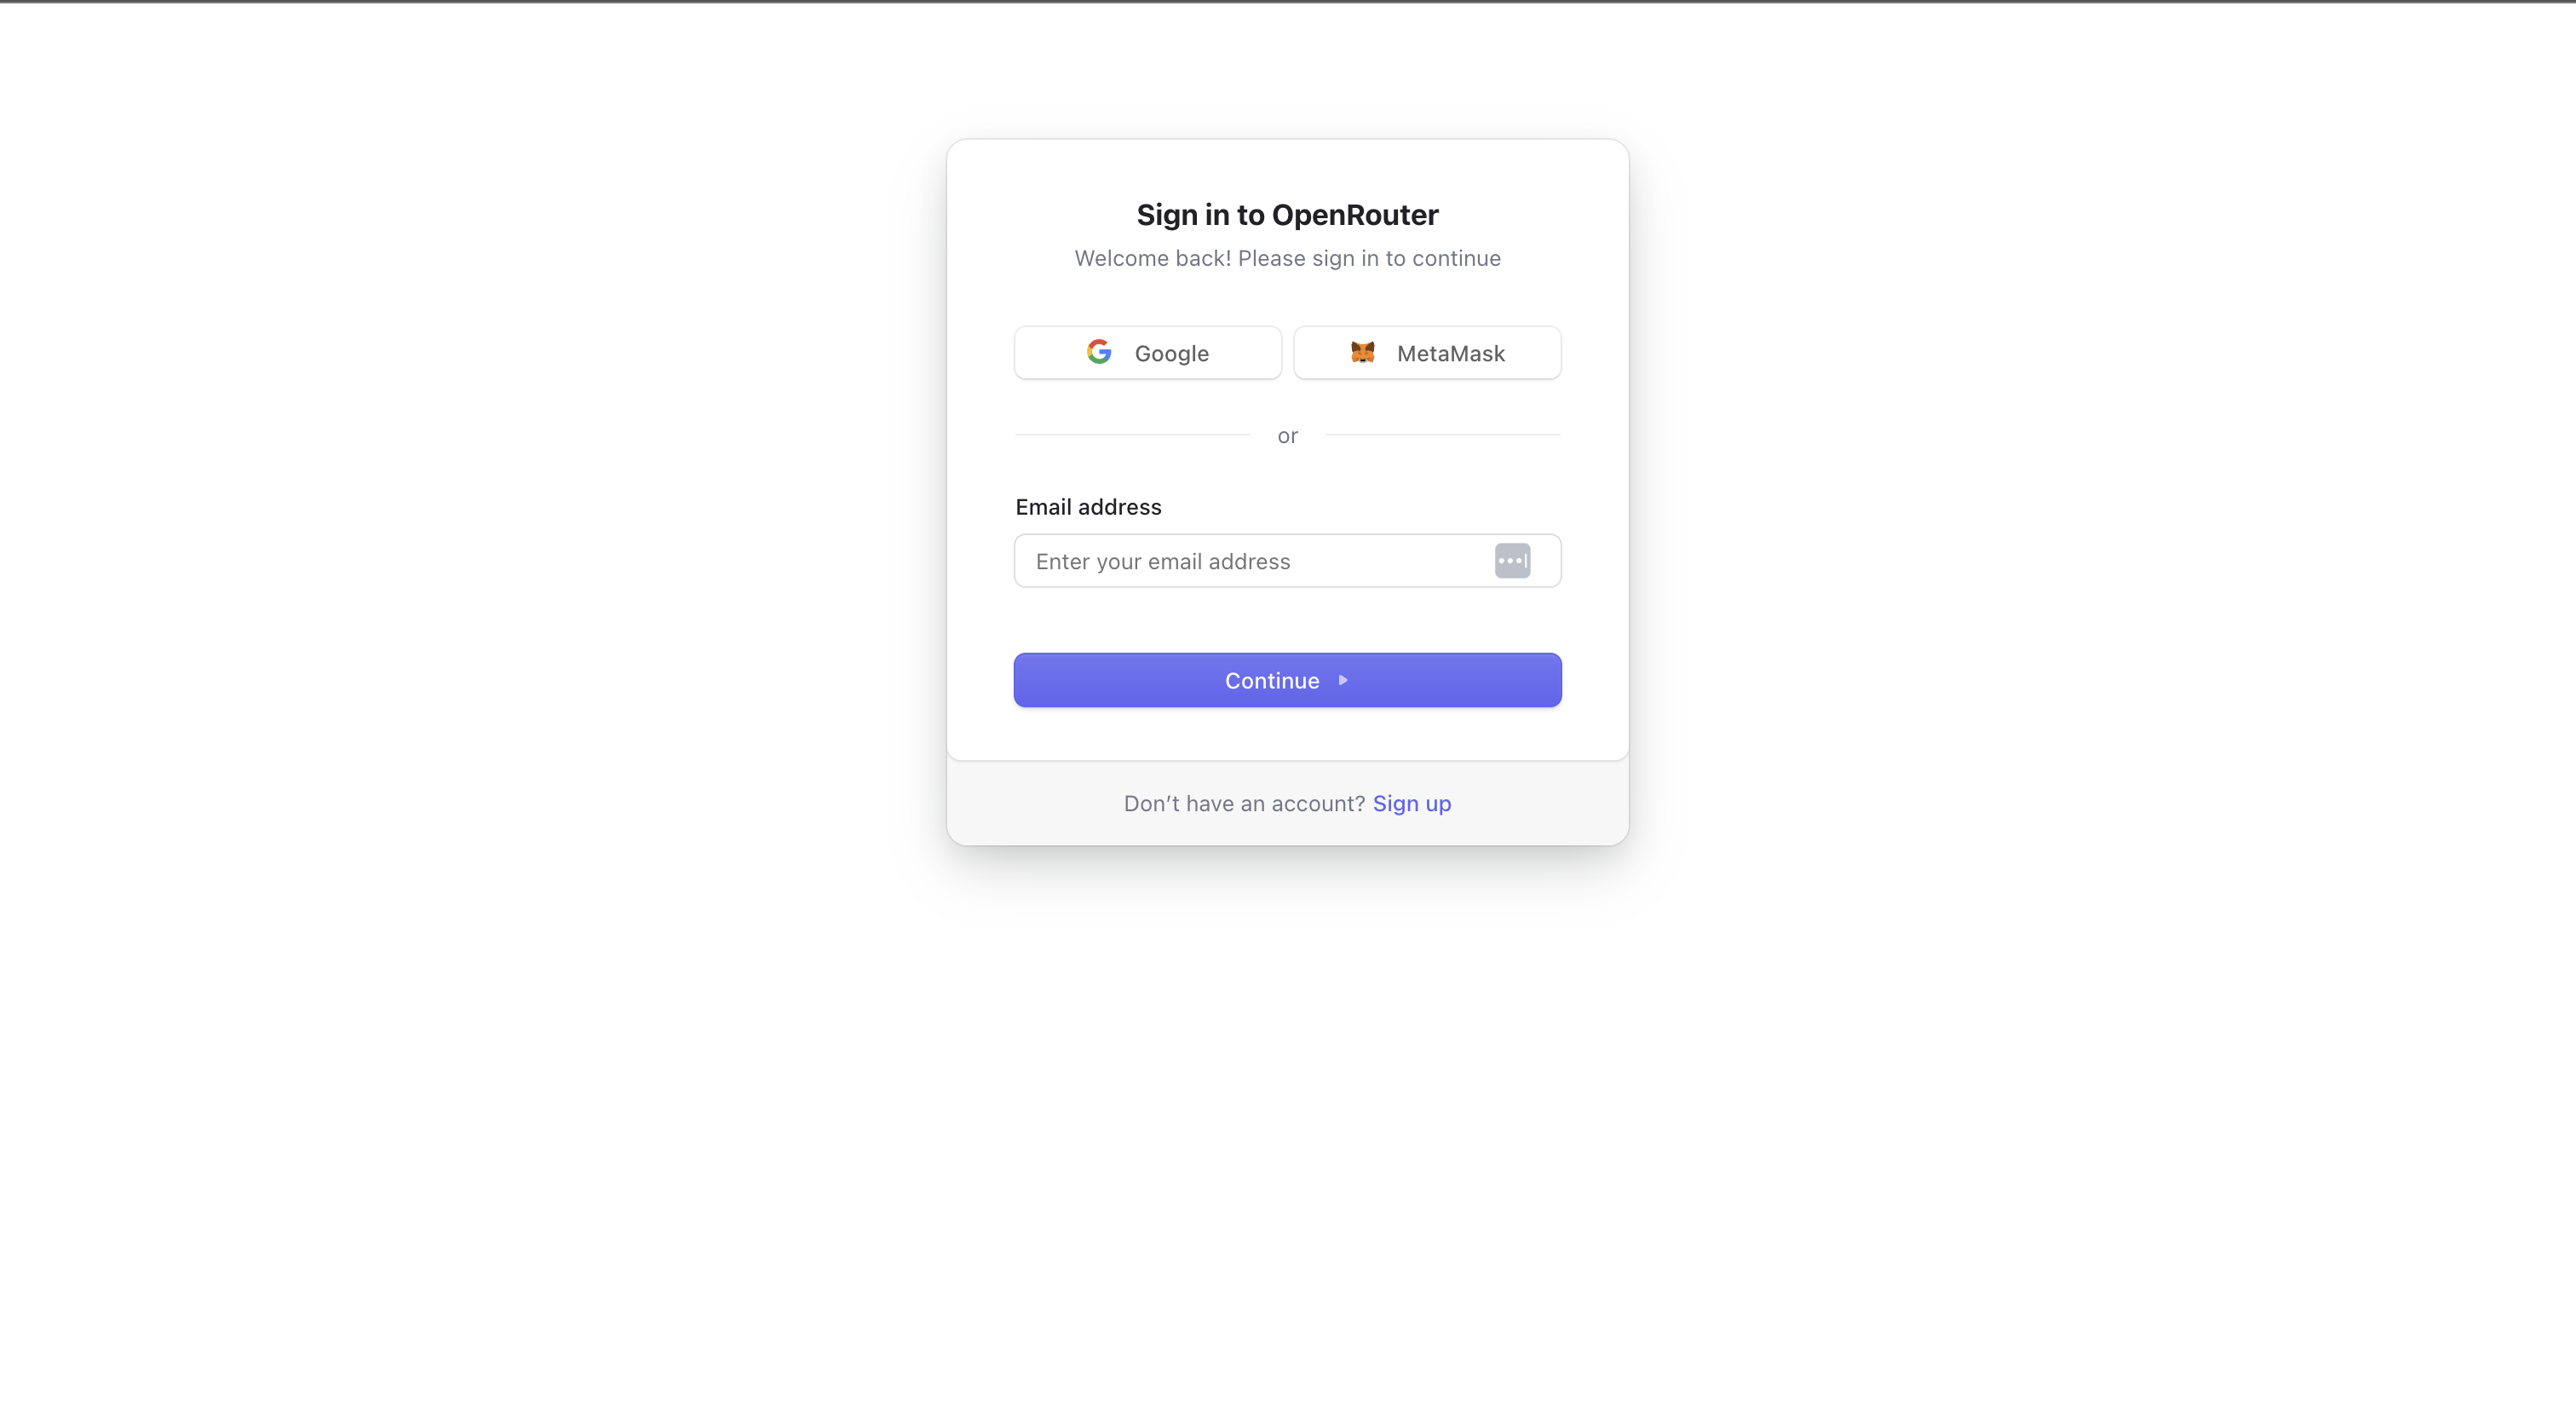 Sign in to OpenRouter
Welcome back! Please sign in to continue
Google
MetaMask
or
Email address
Enter your email address
Continue
Don’t have an account? Sign up